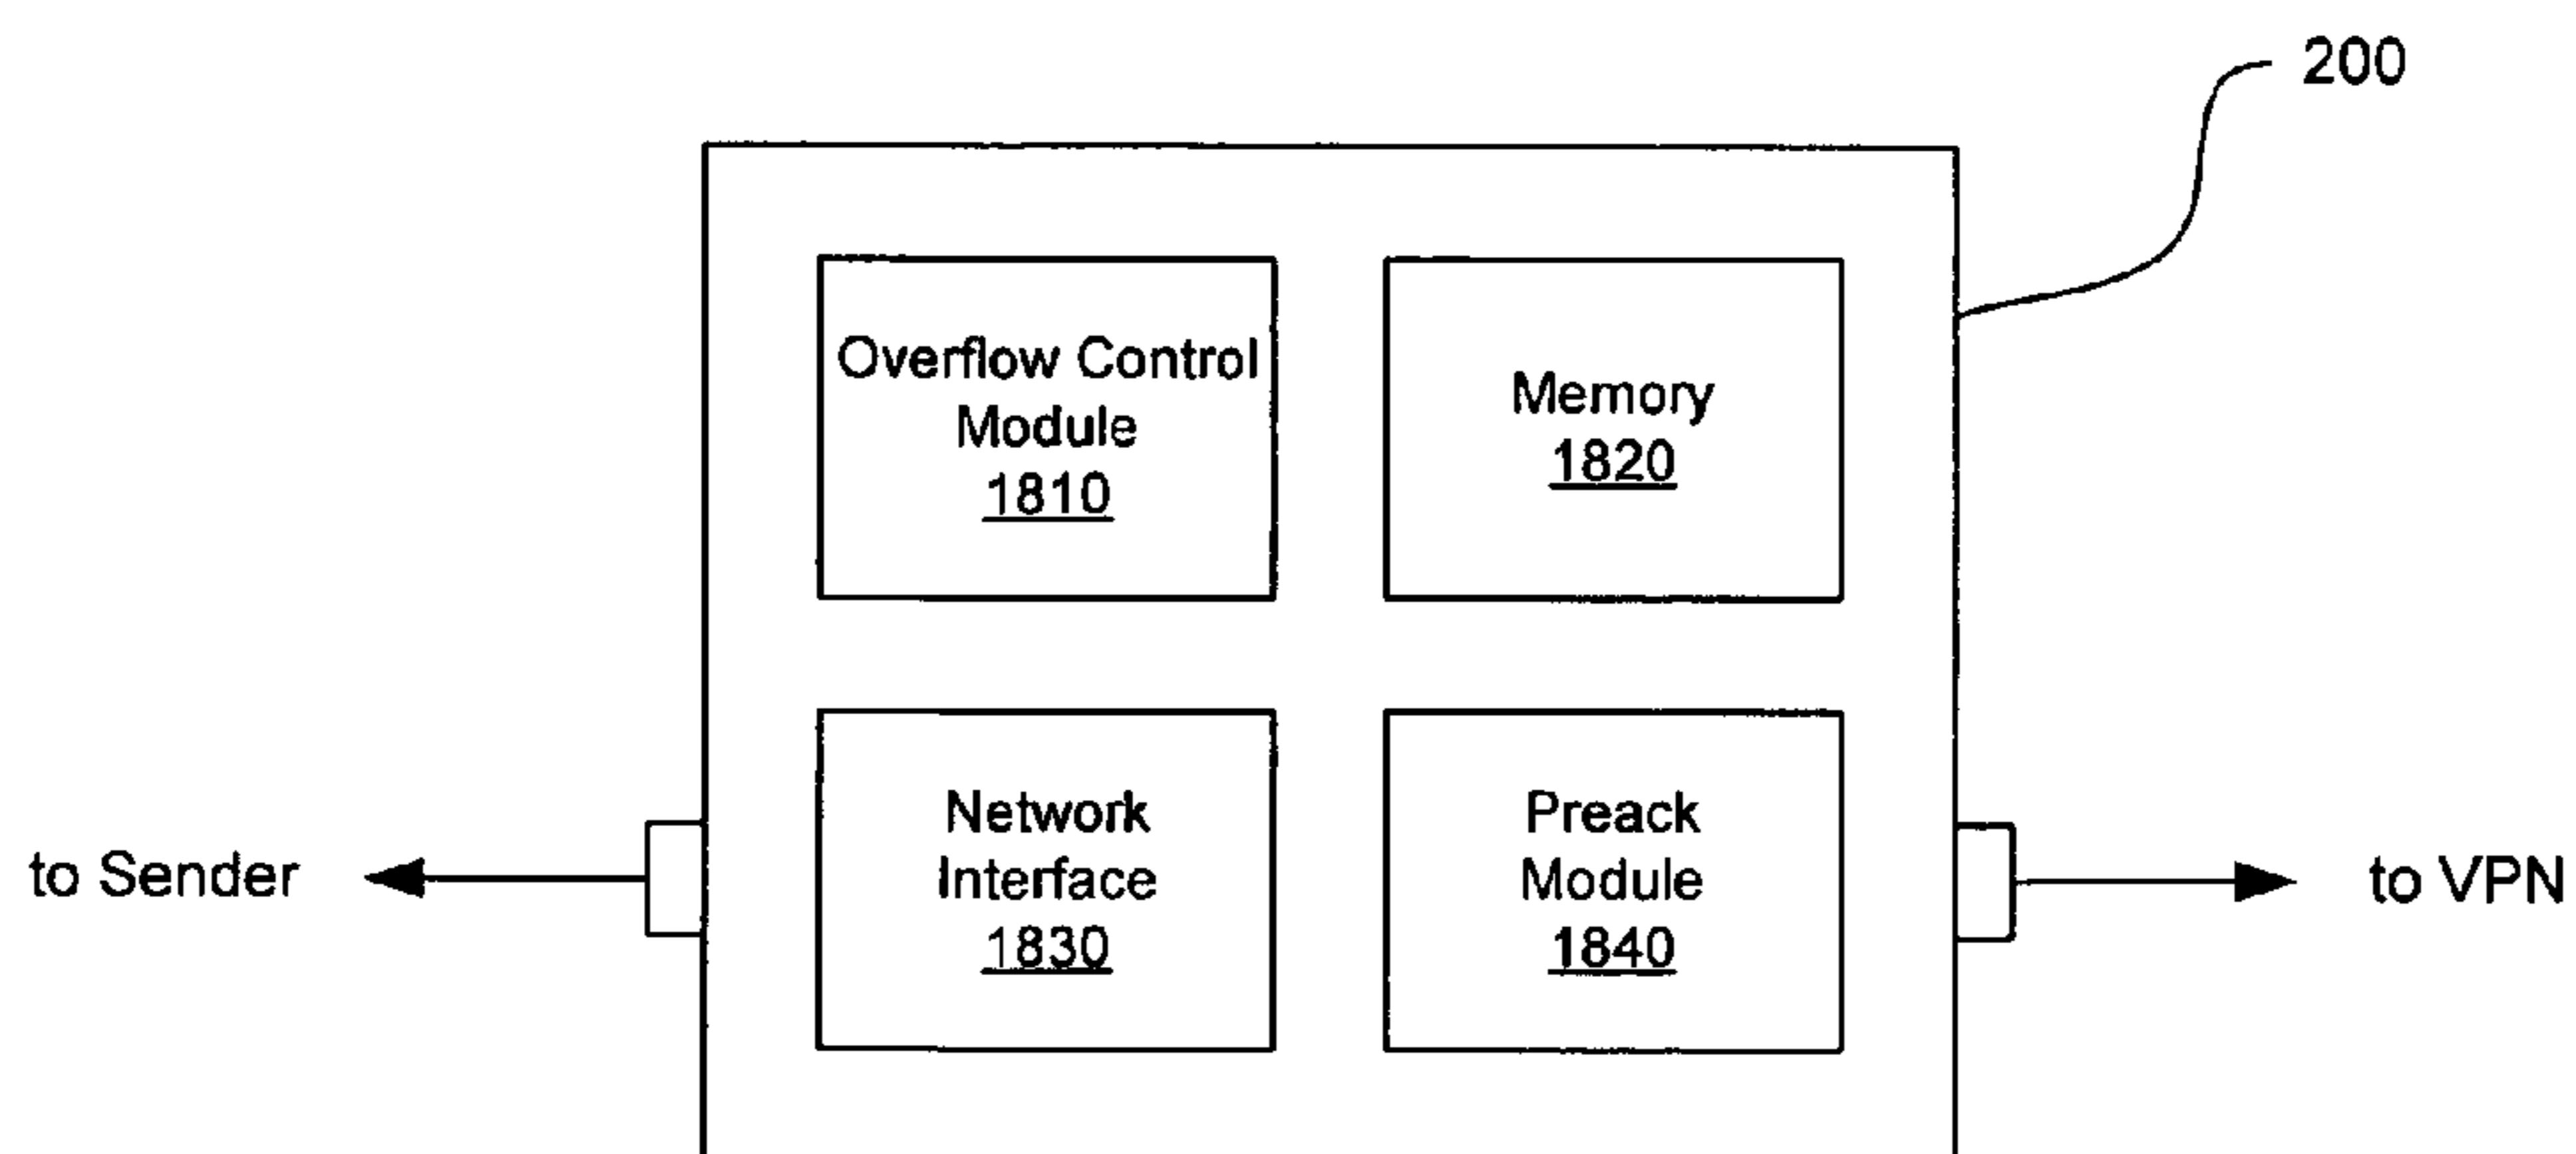 200
Overflow Control
Module
1810
Memory
1820
Network
Interface
1830
Preack
Module
1840
to Sender
to VPN